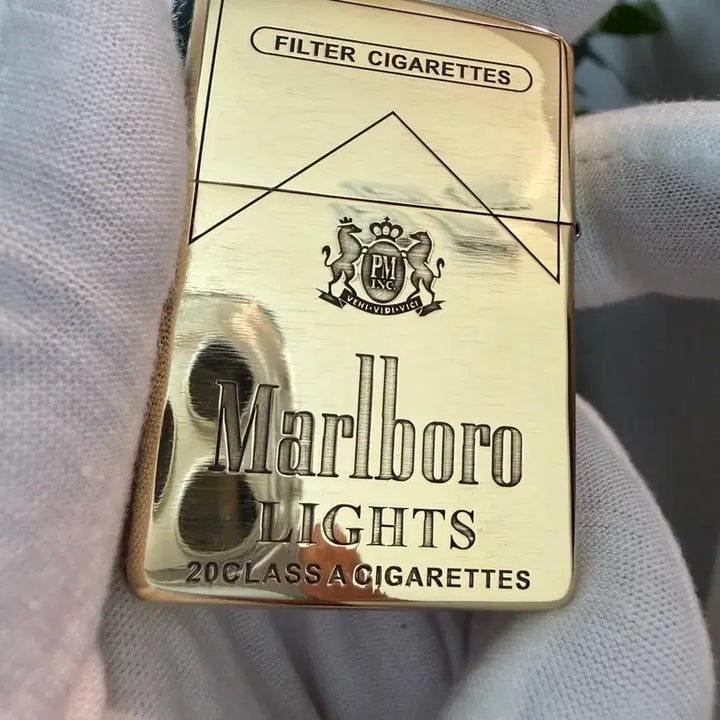 FILTER CIGARETTES
PM
INC.
VENI·VIDI·VICI
Marlboro
LIGHTS
20CLASS A CIGARETTES